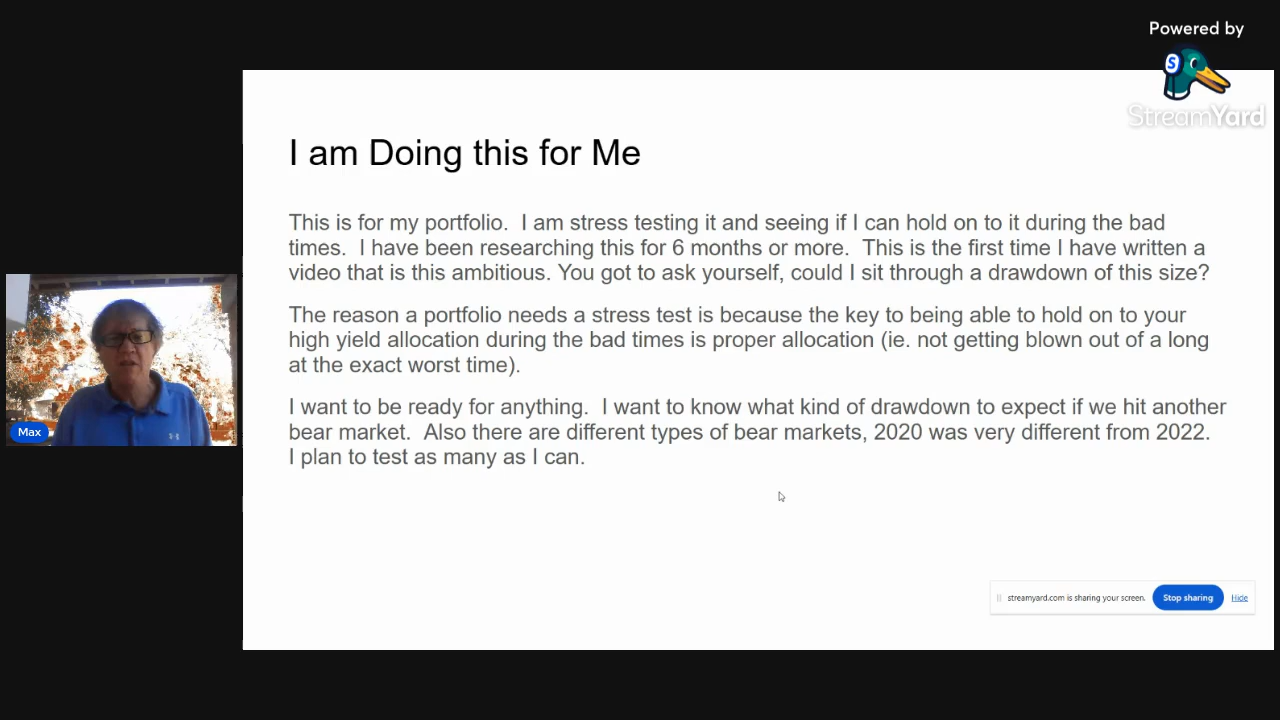 Powered by
S
StreamYard
I am Doing this for Me
This is for my portfolio. I am stress testing it and seeing if I can hold on to it during the bad
times. I have been researching this for 6 months or more. This is the first time I have written a
video that is this ambitious. You got to ask yourself, could I sit through a drawdown of this size?
The reason a portfolio needs a stress test is because the key to being able to hold on to your
high yield allocation during the bad times is proper allocation (ie. not getting blown out of a long
at the exact worst time).
I want to be ready for anything. I want to know what kind of drawdown to expect if we hit another
bear market. Also there are different types of bear markets, 2020 was very different from 2022.
I plan to test as many as I can.
Max
streamyard.com is sharing your screen.
Stop sharing
Hide